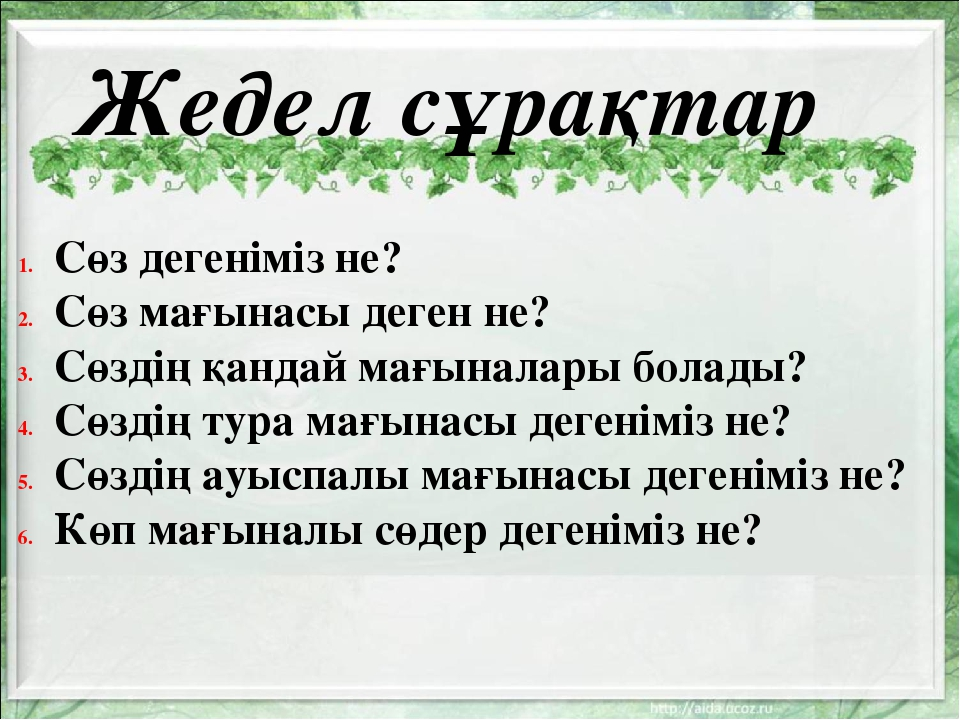 Жедел сұрақтар
1. Сөз дегеніміз не?
2. Сөз мағынасы деген не?
3. Сөздің қандай мағыналары болады?
4. Сөздің тура мағынасы дегеніміз не?
5. Сөздің ауыспалы мағынасы дегеніміз не?
6. Көп мағыналы сөдер дегеніміз не?
http://aida.ucoz.ru